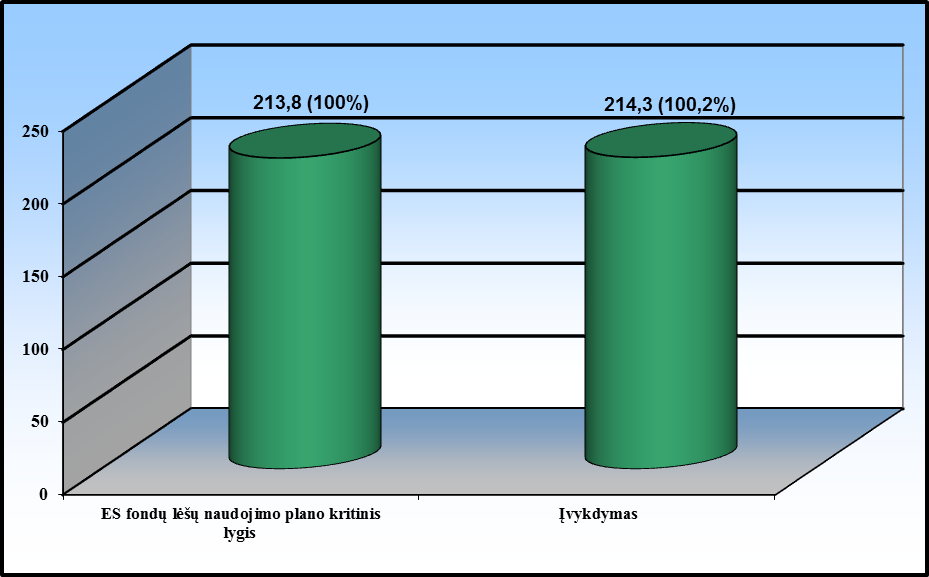 213,8 (100%)
214,3 (100,2%)
250
200
150
100
50
0
ES fondų lėšų naudojimo plano kritinis
lygis
Įvykdymas